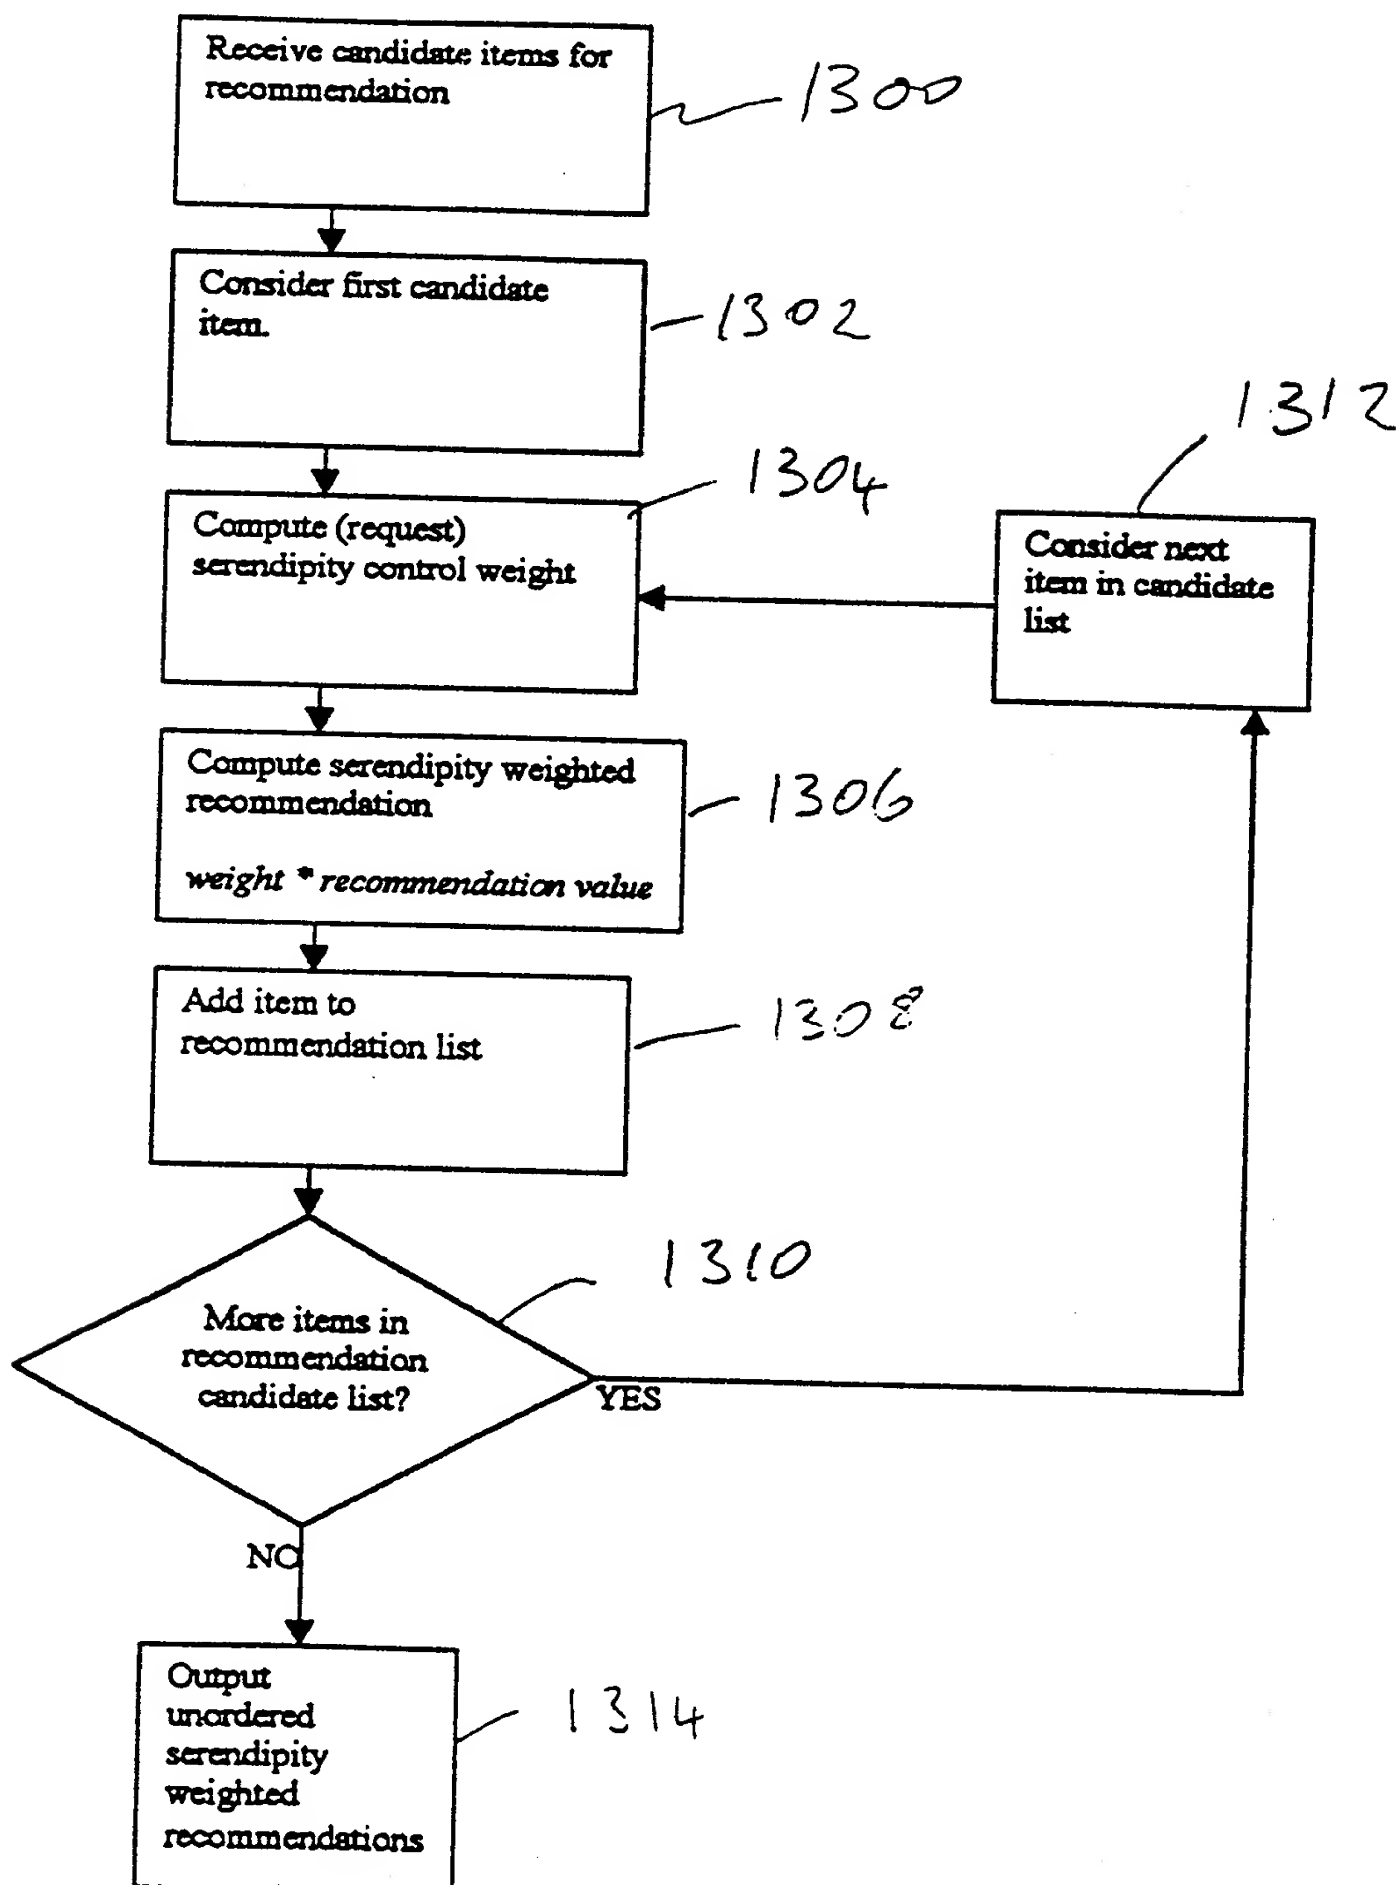 Receive candidate items for
recommendation
1300
Consider first candidate
item.
1302
1312
1304
Compute (request)
serendipity control weight
Consider next
item in candidate
list
Compute serendipity weighted
recommendation
weight * recommendation value
1306
Add item to
recommendation list
1308
1310
More items in
recommendation
candidate list?
YES
NO
Output
unordered
serendipity
weighted
recommendations
1314